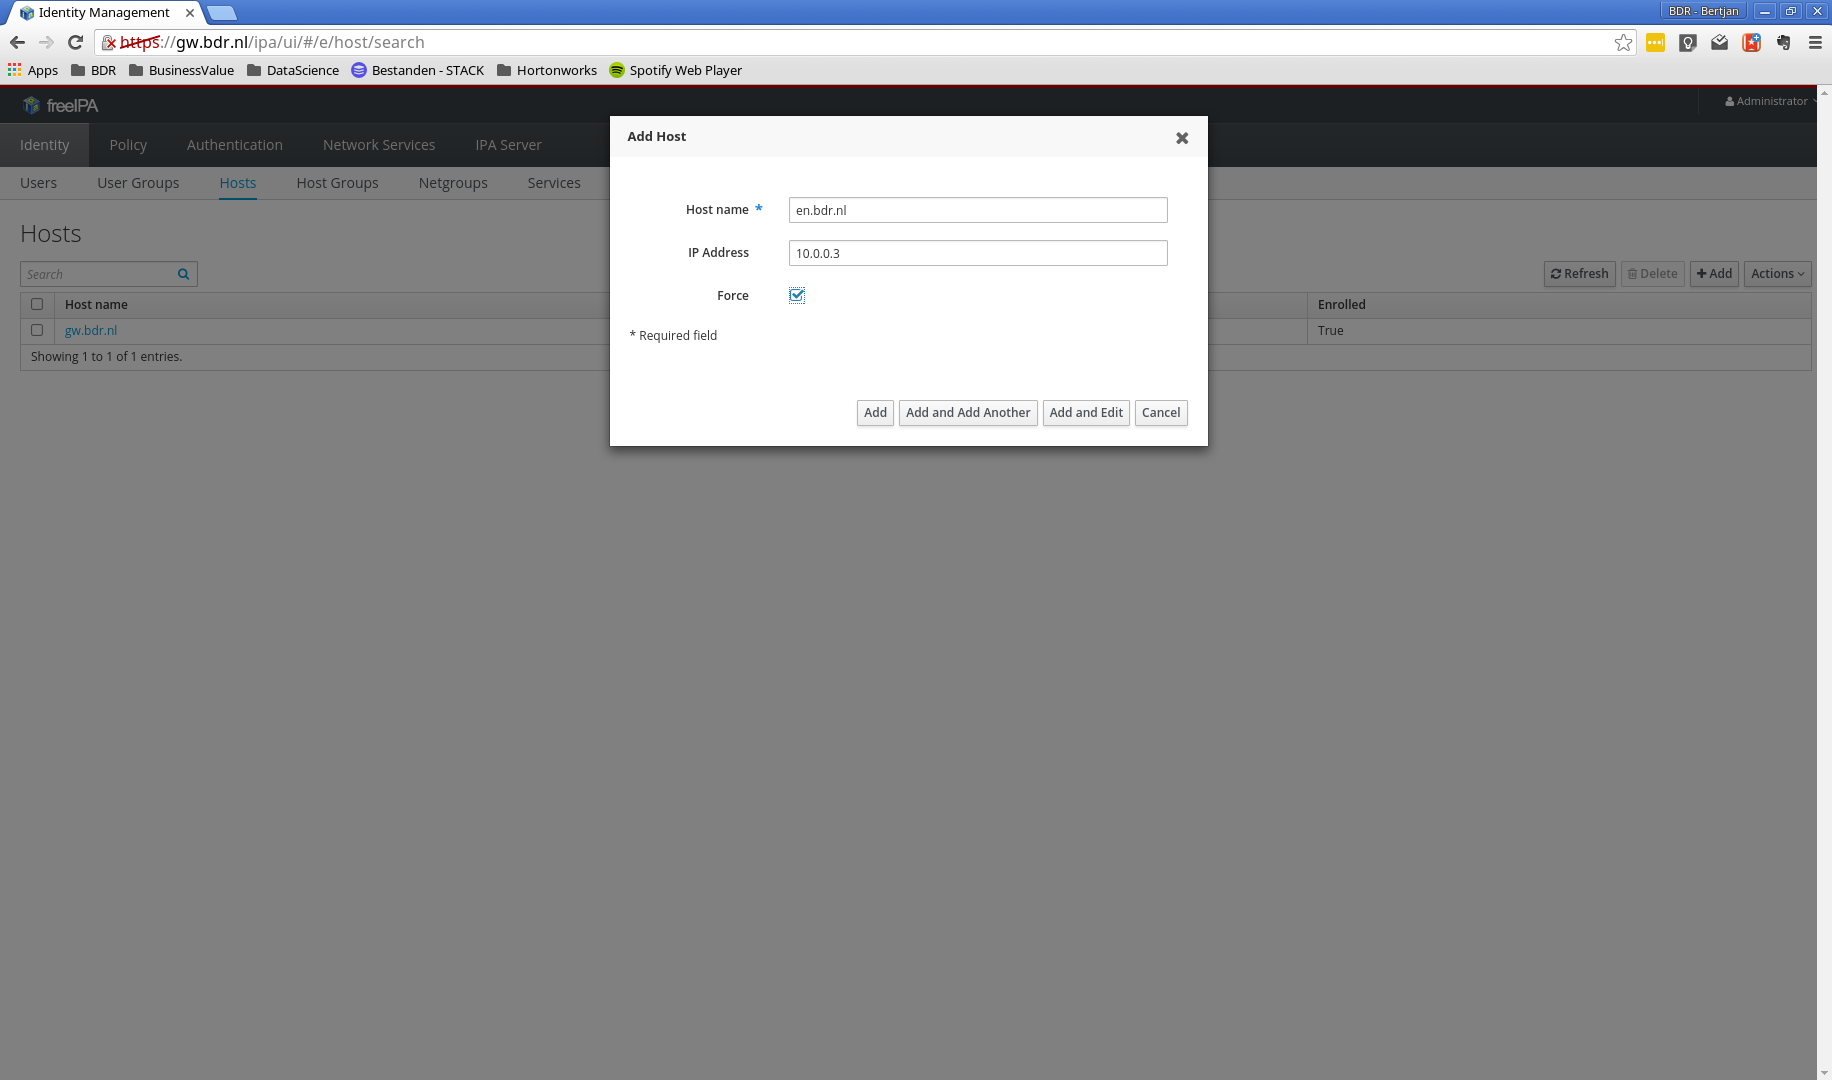 Identity Management
BDR - Bertjan
https://gw.bdr.nl/ipa/ui/#/e/host/search
Apps BDR BusinessValue DataScience Bestanden - STACK Hortonworks Spotify Web Player
freeIPA
Administrator
Identity Policy Authentication Network Services IPA Server
Users User Groups Hosts Host Groups Netgroups Services
Hosts
Search
Refresh Delete Add Actions
Host name Enrolled
gw.bdr.nl True
Showing 1 to 1 of 1 entries.
Add Host
Host name * en.bdr.nl
IP Address 10.0.0.3
Force
* Required field
Add Add and Add Another Add and Edit Cancel